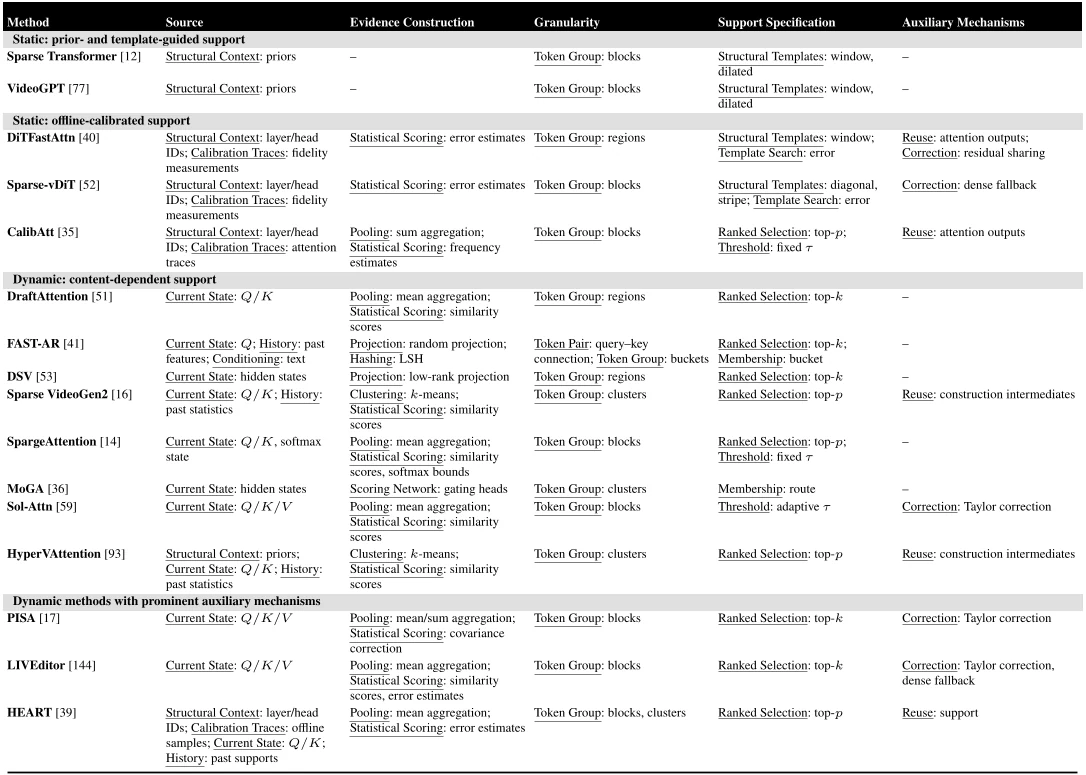 Method Source Evidence Construction Granularity Support Specification Auxiliary Mechanisms
Static: prior- and template-guided support
Sparse Transformer [12] Structural Context: priors – Token Group: blocks Structural Templates: window, –
dilated
VideoGPT [77] Structural Context: priors – Token Group: blocks Structural Templates: window, –
dilated
Static: offline-calibrated support
DiTFastAttn [40] Structural Context: layer/head Statistical Scoring: error estimates Token Group: regions Structural Templates: window; Reuse: attention outputs;
IDs; Calibration Traces: fidelity Template Search: error Correction: residual sharing
measurements
Sparse-vDiT [52] Structural Context: layer/head Statistical Scoring: error estimates Token Group: blocks Structural Templates: diagonal, Correction: dense fallback
IDs; Calibration Traces: fidelity stripe; Template Search: error
measurements
CalibAtt [35] Structural Context: layer/head Pooling: sum aggregation; Token Group: blocks Ranked Selection: top-p; Reuse: attention outputs
IDs; Calibration Traces: attention Statistical Scoring: frequency Threshold: fixed τ
traces estimates
Dynamic: content-dependent support
DraftAttention [51] Current State: Q/K Pooling: mean aggregation; Token Group: regions Ranked Selection: top-k –
Statistical Scoring: similarity
scores
FAST-AR [41] Current State: Q; History: past Projection: random projection; Token Pair: query–key Ranked Selection: top-k; –
features; Conditioning: text Hashing: LSH connection; Token Group: buckets Membership: bucket
DSV [53] Current State: hidden states Projection: low-rank projection Token Group: regions Ranked Selection: top-k –
Sparse VideoGen2 [16] Current State: Q/K; History: Clustering: k-means; Token Group: clusters Ranked Selection: top-p Reuse: construction intermediates
past statistics Statistical Scoring: similarity
scores
SpargeAttention [14] Current State: Q/K, softmax Pooling: mean aggregation; Token Group: blocks Ranked Selection: top-p; –
state Statistical Scoring: similarity Threshold: fixed τ
scores, softmax bounds
MoGA [36] Current State: hidden states Scoring Network: gating heads Token Group: clusters Membership: route –
Sol-Attn [59] Current State: Q/K/V Pooling: mean aggregation; Token Group: blocks Threshold: adaptive τ Correction: Taylor correction
Statistical Scoring: similarity
scores
HyperVAttention [93] Structural Context: priors; Clustering: k-means; Token Group: clusters Ranked Selection: top-p Reuse: construction intermediates
Current State: Q/K; History: Statistical Scoring: similarity
past statistics scores
Dynamic methods with prominent auxiliary mechanisms
PISA [17] Current State: Q/K/V Pooling: mean/sum aggregation; Token Group: blocks Ranked Selection: top-k Correction: Taylor correction
Statistical Scoring: covariance
correction
LIVEditor [144] Current State: Q/K/V Pooling: mean aggregation; Token Group: blocks Ranked Selection: top-k Correction: Taylor correction,
Statistical Scoring: similarity dense fallback
scores, error estimates
HEART [39] Structural Context: layer/head Pooling: mean aggregation; Token Group: blocks, clusters Ranked Selection: top-p Reuse: support
IDs; Calibration Traces: offline Statistical Scoring: error estimates
samples; Current State: Q/K;
History: past supports